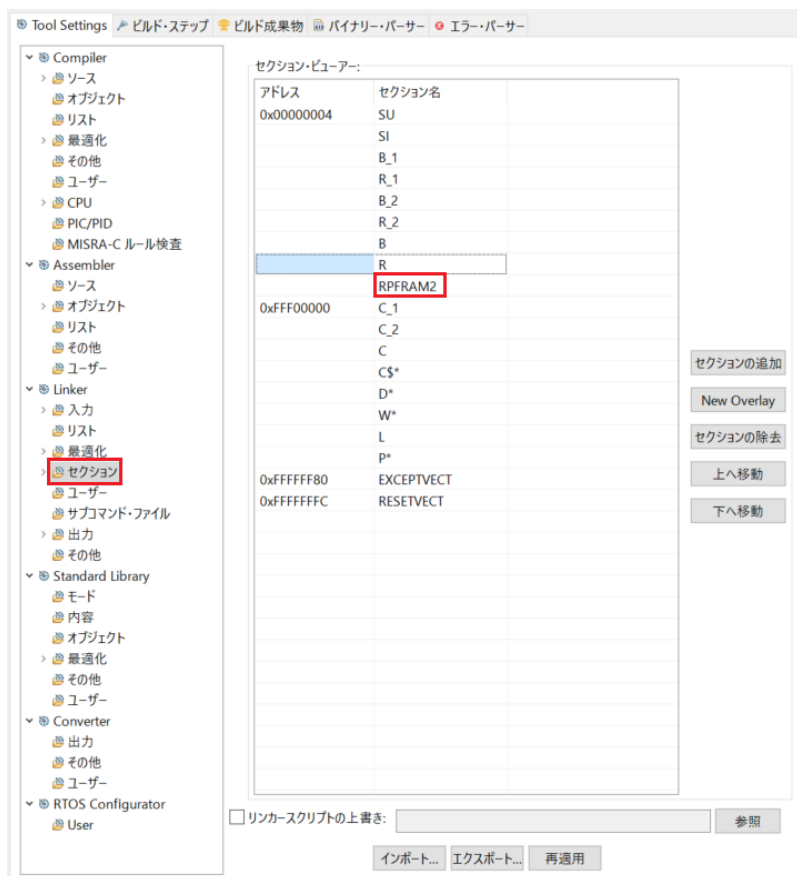 Tool Settings ビルド・ステップ ビルド成果物 バイナリー・パーサー エラー・パーサー
Compiler
ソース
オブジェクト
リスト
最適化
その他
ユーザー
CPU
PIC/PID
MISRA-C ルール検査
Assembler
ソース
オブジェクト
リスト
その他
ユーザー
Linker
入力
リスト
最適化
セクション
ユーザー
サブコマンド・ファイル
出力
その他
Standard Library
モード
内容
オブジェクト
最適化
その他
ユーザー
Converter
出力
その他
ユーザー
RTOS Configurator
User
セクション・ビューアー:
アドレス セクション名
0x00000004 SU
SI
B_1
R_1
B_2
R_2
B
R
RPFRAM2
0xFFF00000 C_1
C_2
C
C$*
D*
W*
L
P*
0xFFFFFF80 EXCEPTVECT
0xFFFFFFFC RESETVECT
セクションの追加
New Overlay
セクションの除去
上へ移動
下へ移動
リンカースクリプトの上書き: 参照
インポート... エクスポート... 再適用